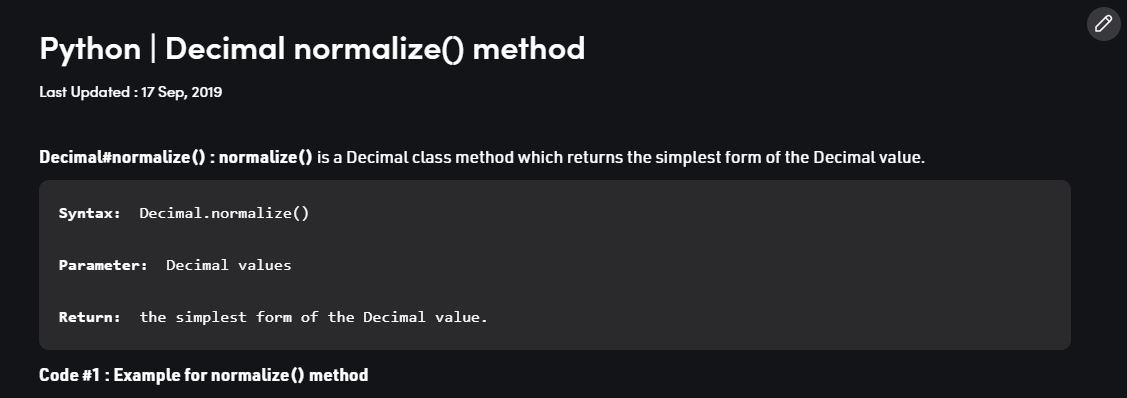 Python | Decimal normalize() method
Last Updated : 17 Sep, 2019
Decimal#normalize() : normalize() is a Decimal class method which returns the simplest form of the Decimal value.
Syntax:  Decimal.normalize()
Parameter:  Decimal values
Return:  the simplest form of the Decimal value.
Code #1 : Example for normalize() method